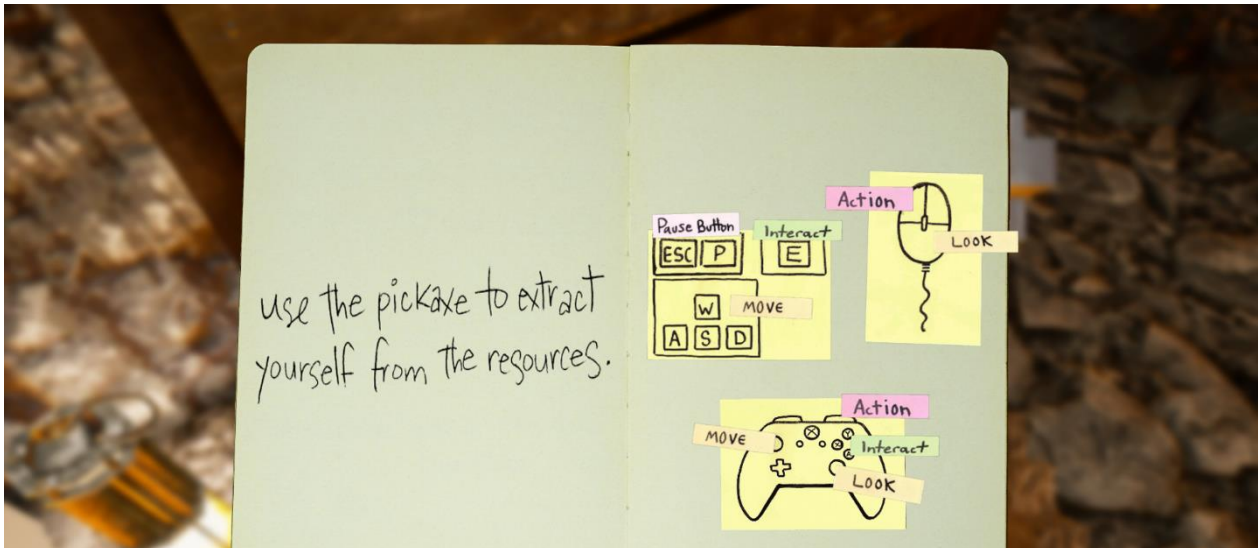 use the pickaxe to extract
yourself from the resources.
Pause Button
ESC P
Interact
E
W
MOVE
A S D
Action
LOOK
Action
MOVE
X Y
Interact
LOOK